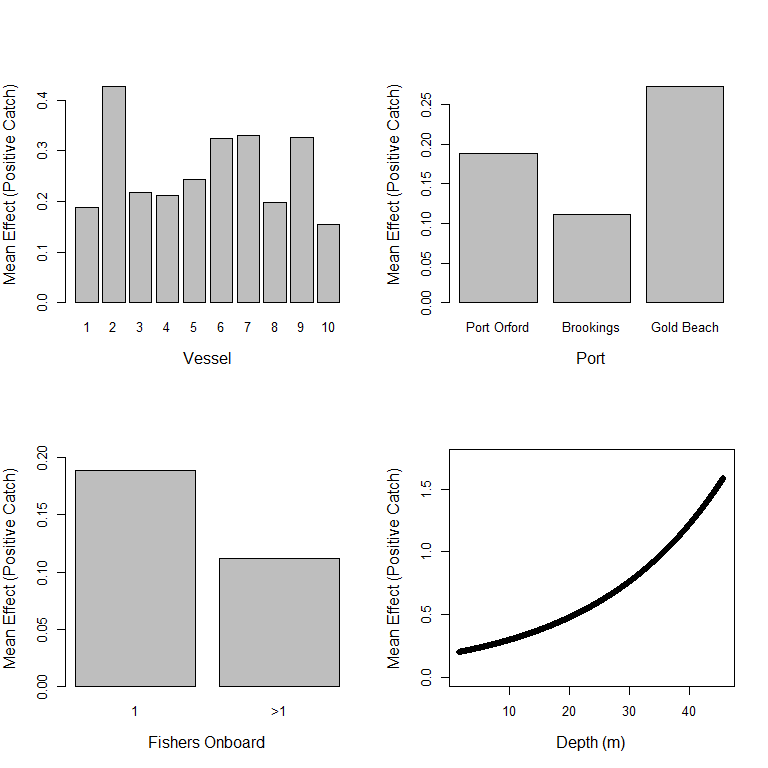 Mean Effect (Positive Catch)
0.4
0.3
0.2
0.1
0.0
1 2 3 4 5 6 7 8 9 10
Vessel
Mean Effect (Positive Catch)
0.25
0.20
0.15
0.10
0.05
0.00
Port Orford Brookings Gold Beach
Port
Mean Effect (Positive Catch)
0.20
0.15
0.10
0.05
0.00
1 >1
Fishers Onboard
Mean Effect (Positive Catch)
1.5
1.0
0.5
0.0
10 20 30 40
Depth (m)